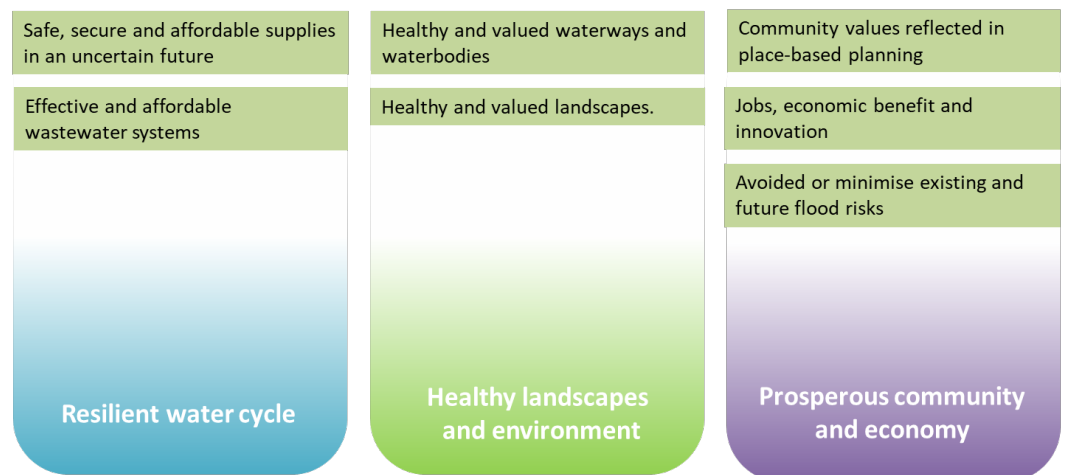 Safe, secure and affordable supplies
in an uncertain future
Effective and affordable
wastewater systems
Resilient water cycle
Healthy and valued waterways and
waterbodies
Healthy and valued landscapes.
Healthy landscapes
and environment
Community values reflected in
place-based planning
Jobs, economic benefit and
innovation
Avoided or minimise existing and
future flood risks
Prosperous community
and economy